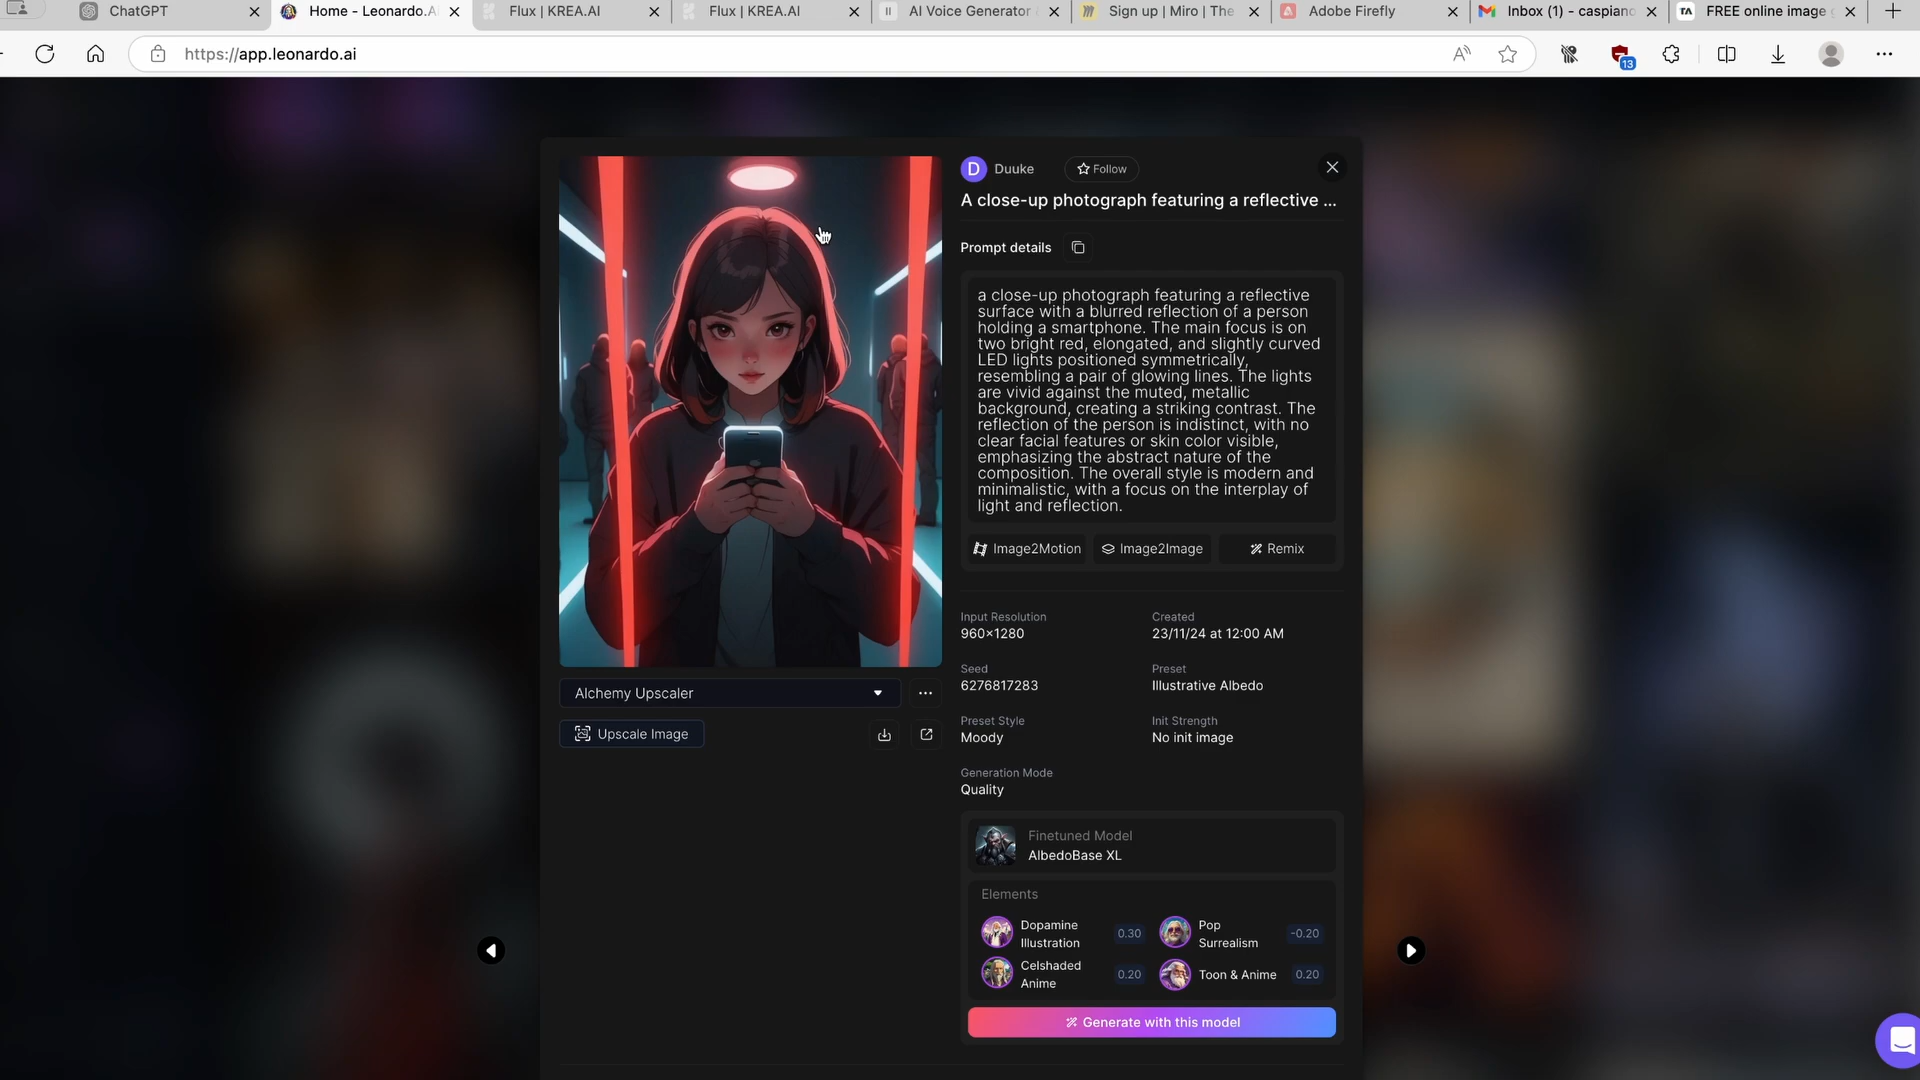 ChatGPT
Home - Leonardo.A
Flux | KREA.AI
Flux | KREA.AI
AI Voice Generator
Sign up | Miro | The
Adobe Firefly
Inbox (1) - caspian
FREE online image
https://app.leonardo.ai
13
D Duuke
Follow
A close-up photograph featuring a reflective ...
Prompt details
a close-up photograph featuring a reflective
surface with a blurred reflection of a person
holding a smartphone. The main focus is on
two bright red, elongated, and slightly curved
LED lights positioned symmetrically,
resembling a pair of glowing lines. The lights
are vivid against the muted, metallic
background, creating a striking contrast. The
reflection of the person is indistinct, with no
clear facial features or skin color visible,
emphasizing the abstract nature of the
composition. The overall style is modern and
minimalistic, with a focus on the interplay of
light and reflection.
Image2Motion
Image2Image
Remix
Input Resolution
960×1280
Created
23/11/24 at 12:00 AM
Seed
6276817283
Preset
Illustrative Albedo
Preset Style
Moody
Init Strength
No init image
Generation Mode
Quality
Alchemy Upscaler
Upscale Image
Finetuned Model
AlbedoBase XL
Elements
Dopamine
Illustration
0.30
Pop
Surrealism
-0.20
Celshaded
Anime
0.20
Toon & Anime
0.20
Generate with this model